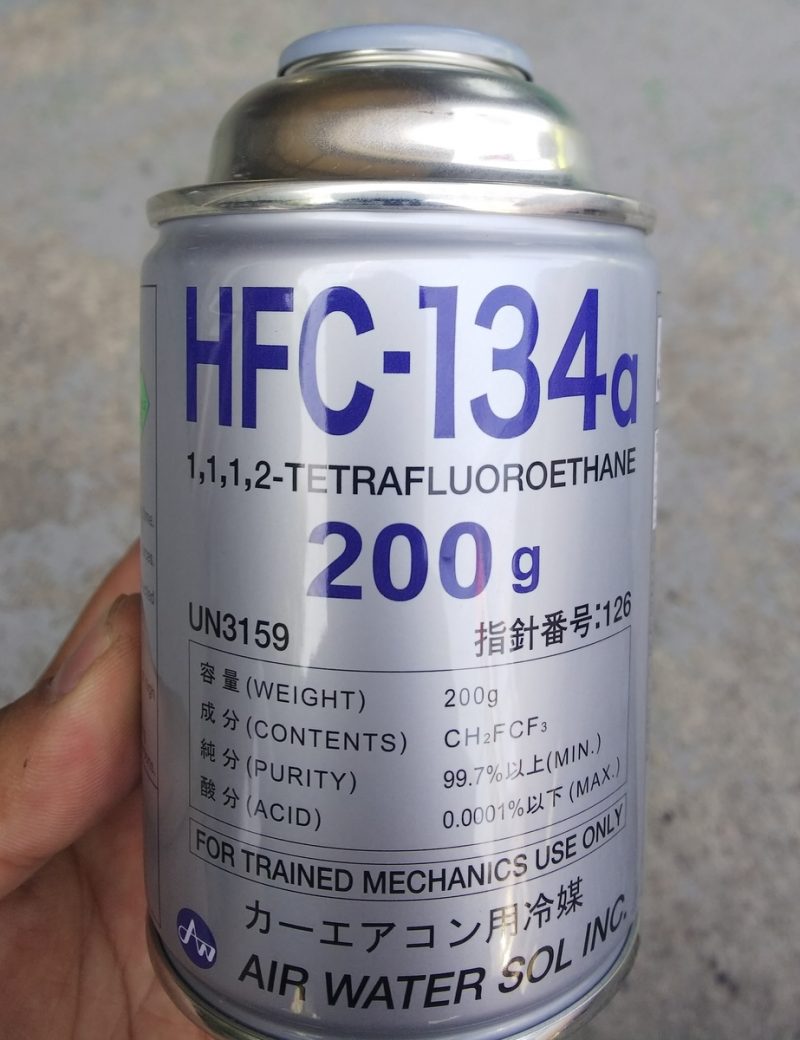 HFC-134a
1,1,1,2-TETRAFLUOROETHANE
200 g
UN3159 指針番号:126
容量(WEIGHT) 200g
成分(CONTENTS) CH₂FCF₃
純分(PURITY) 99.7%以上(MIN.)
酸分(ACID) 0.0001%以下(MAX.)
FOR TRAINED MECHANICS USE ONLY
カーエアコン用冷媒
AIR WATER SOL INC.